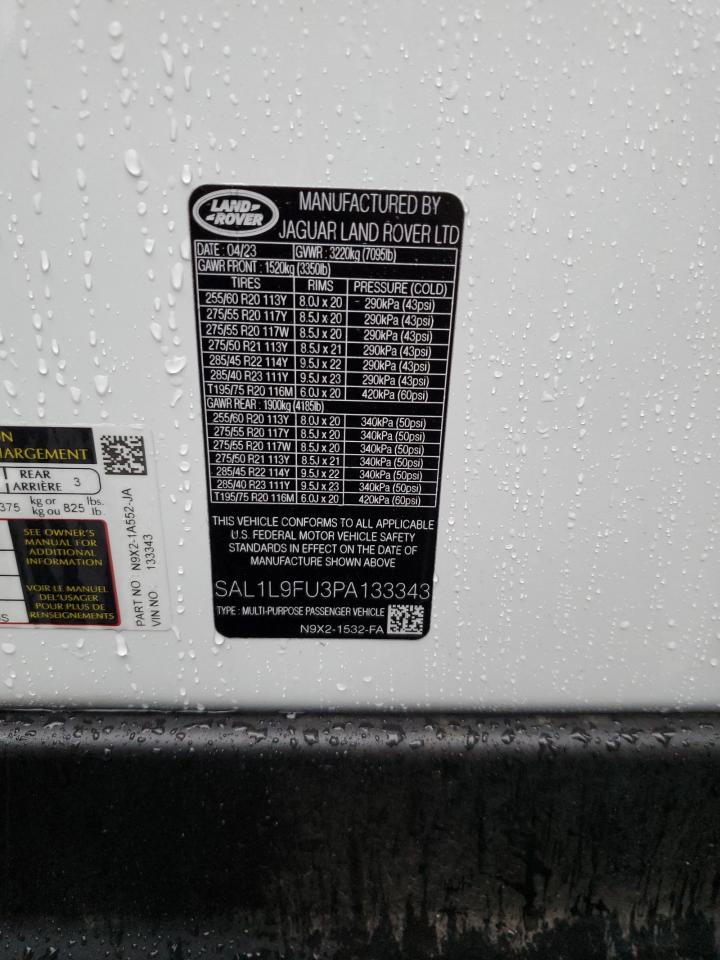 LAND-
-ROVER
MANUFACTURED BY
JAGUAR LAND ROVER LTD
DATE : 04/23 GVWR : 3220kg (7095lb)
GAWR FRONT : 1520kg (3350lb)
TIRES RIMS PRESSURE (COLD)
255/60 R20 113Y 8.0J x 20 290kPa (43psi)
275/55 R20 117Y 8.5J x 20 290kPa (43psi)
275/55 R20 117W 8.5J x 20 290kPa (43psi)
275/50 R21 113Y 8.5J x 21 290kPa (43psi)
285/45 R22 114Y 9.5J x 22 290kPa (43psi)
285/40 R23 111Y 9.5J x 23 290kPa (43psi)
T195/75 R20 116M 6.0J x 20 420kPa (60psi)
GAWR REAR : 1900kg (4185lb)
255/60 R20 113Y 8.0J x 20 340kPa (50psi)
275/55 R20 117Y 8.5J x 20 340kPa (50psi)
275/55 R20 117W 8.5J x 20 340kPa (50psi)
275/50 R21 113Y 8.5J x 21 340kPa (50psi)
285/45 R22 114Y 9.5J x 22 340kPa (50psi)
285/40 R23 111Y 9.5J x 23 340kPa (50psi)
T195/75 R20 116M 6.0J x 20 420kPa (60psi)
THIS VEHICLE CONFORMS TO ALL APPLICABLE
U.S. FEDERAL MOTOR VEHICLE SAFETY
STANDARDS IN EFFECT ON THE DATE OF
MANUFACTURE SHOWN ABOVE
SAL1L9FU3PA133343
TYPE : MULTI-PURPOSE PASSENGER VEHICLE
N9X2-1532-FA
ON
HARGEMENT
REAR
ARRIÈRE 3
375 kg or 825 lbs.
kg ou lb
SEE OWNER'S
MANUAL FOR
ADDITIONAL
INFORMATION
VOIR LE MANUEL
DEL'USAGER
POUR PLUS DE
RENSEIGNEMENTS
PART NO N9X2-1A552-JA
VIN NO 133343